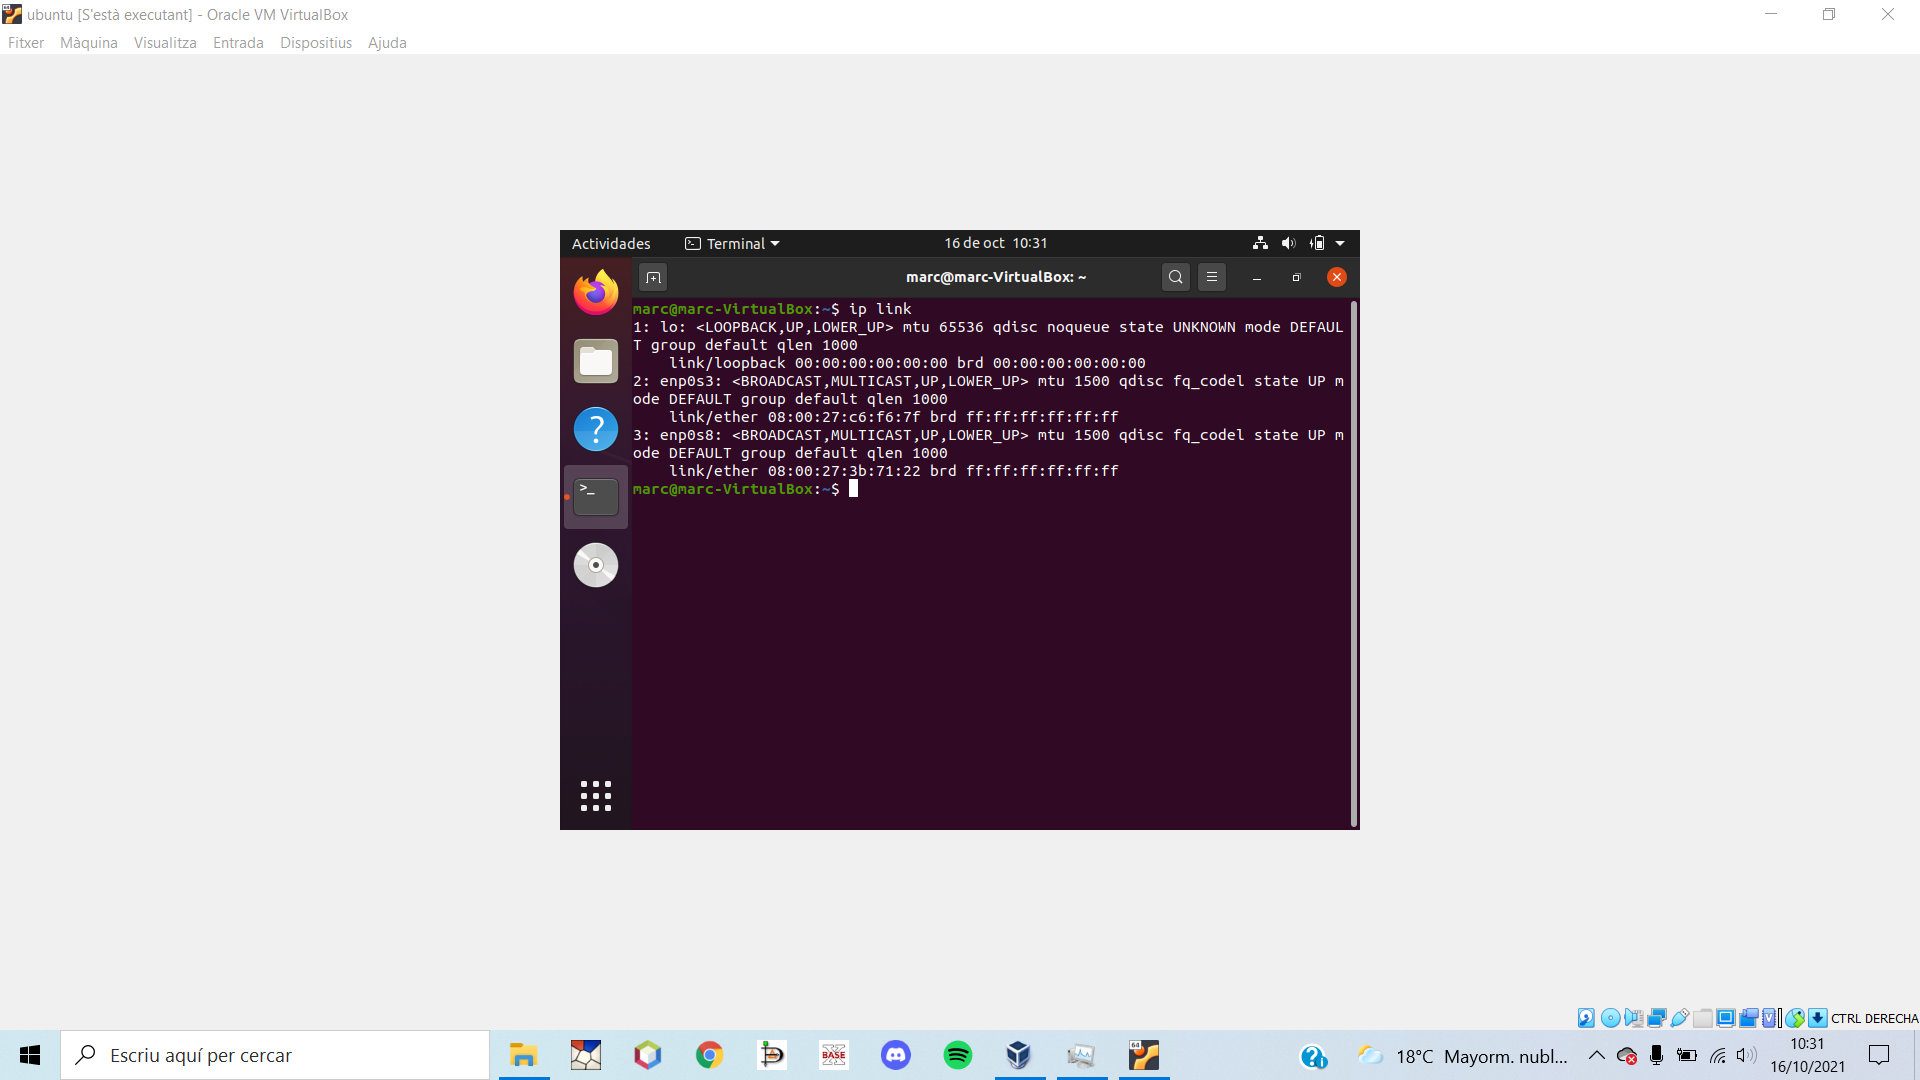 ubuntu [S'està executant] - Oracle VM VirtualBox
Fitxer Màquina Visualitza Entrada Dispositius Ajuda
Actividades Terminal 16 de oct 10:31
marc@marc-VirtualBox: ~
marc@marc-VirtualBox:~$ ip link
1: lo: <LOOPBACK,UP,LOWER_UP> mtu 65536 qdisc noqueue state UNKNOWN mode DEFAUL
T group default qlen 1000
    link/loopback 00:00:00:00:00:00 brd 00:00:00:00:00:00
2: enp0s3: <BROADCAST,MULTICAST,UP,LOWER_UP> mtu 1500 qdisc fq_codel state UP m
ode DEFAULT group default qlen 1000
    link/ether 08:00:27:c6:f6:7f brd ff:ff:ff:ff:ff:ff
3: enp0s8: <BROADCAST,MULTICAST,UP,LOWER_UP> mtu 1500 qdisc fq_codel state UP m
ode DEFAULT group default qlen 1000
    link/ether 08:00:27:3b:71:22 brd ff:ff:ff:ff:ff:ff
marc@marc-VirtualBox:~$
CTRL DERECHA
Escriu aquí per cercar
BASE
64
18°C Mayorm. nubl...
10:31
16/10/2021